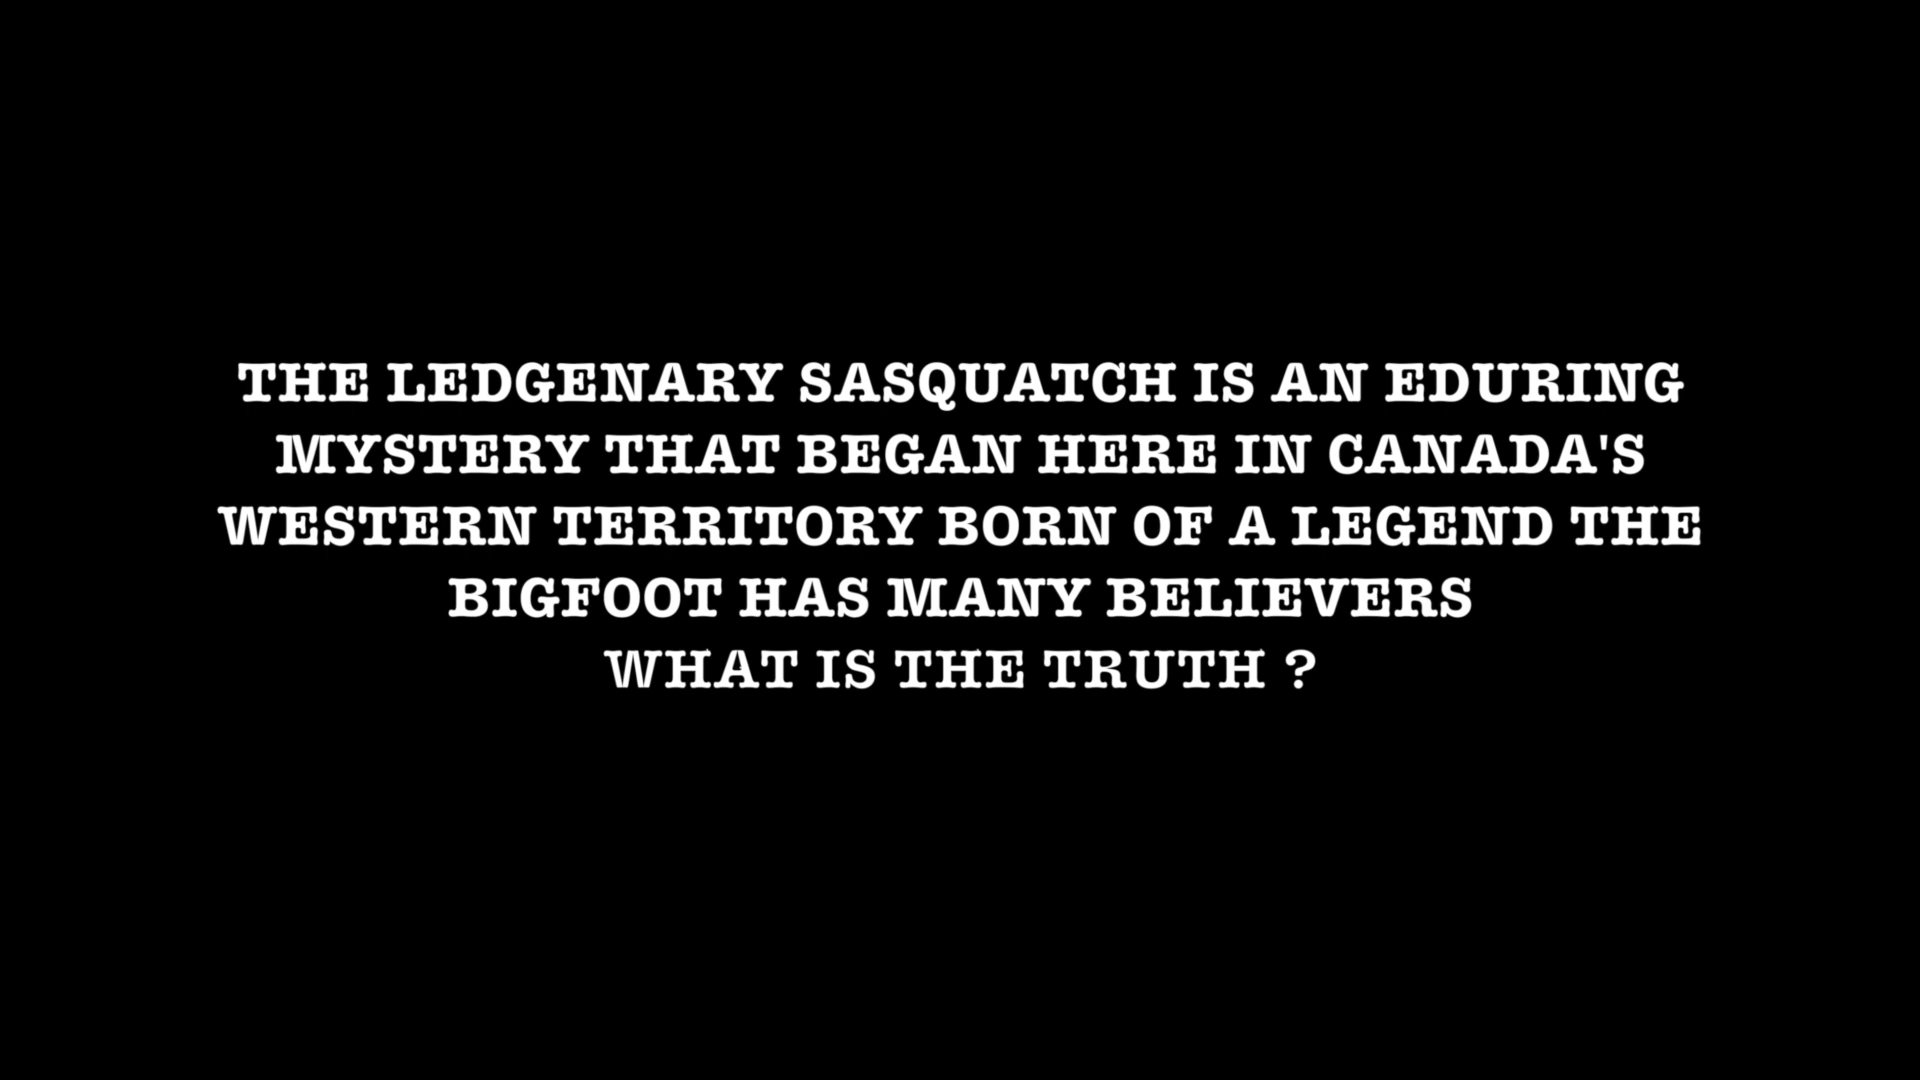 THE LEDGENARY SASQUATCH IS AN EDURING
MYSTERY THAT BEGAN HERE IN CANADA'S
WESTERN TERRITORY BORN OF A LEGEND THE
BIGFOOT HAS MANY BELIEVERS
WHAT IS THE TRUTH ?